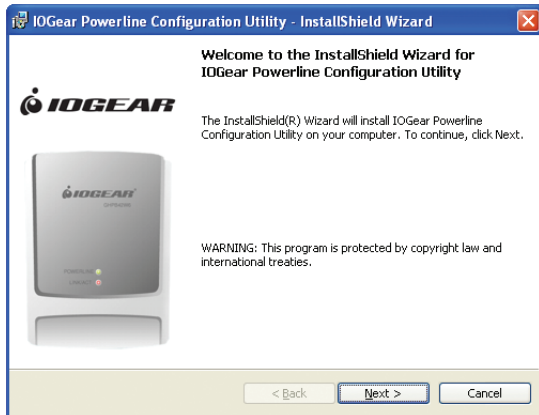 IOGear Powerline Configuration Utility - InstallShield Wizard
Welcome to the InstallShield Wizard for
IOGear Powerline Configuration Utility
IOGEAR
The InstallShield(R) Wizard will install IOGear Powerline
Configuration Utility on your computer. To continue, click Next.
IOGEAR
POWERLINE
WARNING: This program is protected by copyright law and
international treaties.
< Back
Next >
Cancel